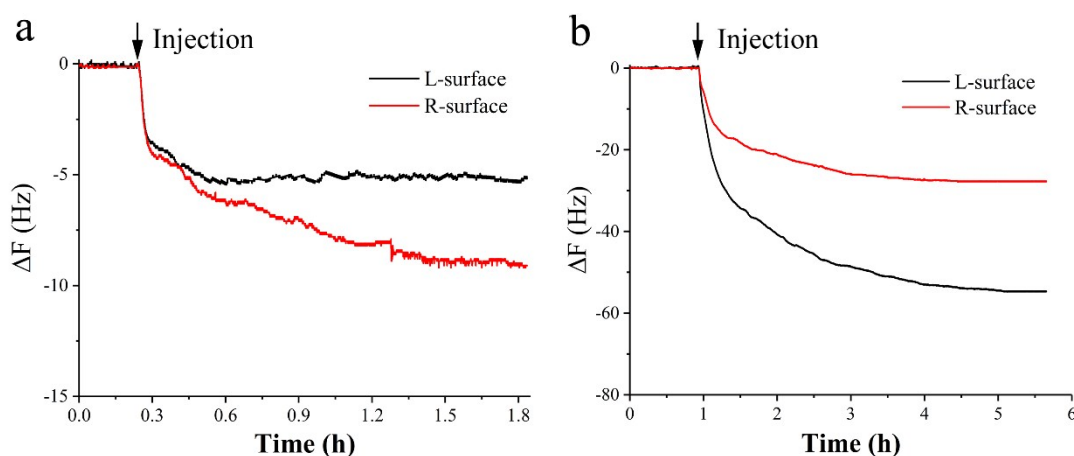 a
Injection
L-surface
R-surface
0
-5
-10
-15
ΔF (Hz)
0.0 0.3 0.6 0.9 1.2 1.5 1.8
Time (h)
b
Injection
L-surface
R-surface
0
-20
-40
-60
-80
ΔF (Hz)
0 1 2 3 4 5 6
Time (h)